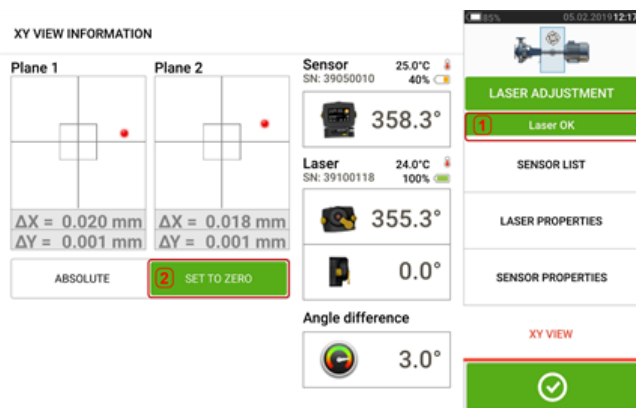 XY VIEW INFORMATION
Plane 1
ΔX = 0.020 mm
ΔY = 0.001 mm
Plane 2
ΔX = 0.018 mm
ΔY = 0.001 mm
ABSOLUTE
2 SET TO ZERO
Sensor 25.0°C
SN: 39050010 40%
358.3°
Laser 24.0°C
SN: 39100118 100%
355.3°
0.0°
Angle difference
3.0°
85% 05.02.2019 12:17
LASER ADJUSTMENT
1 Laser OK
SENSOR LIST
LASER PROPERTIES
SENSOR PROPERTIES
XY VIEW